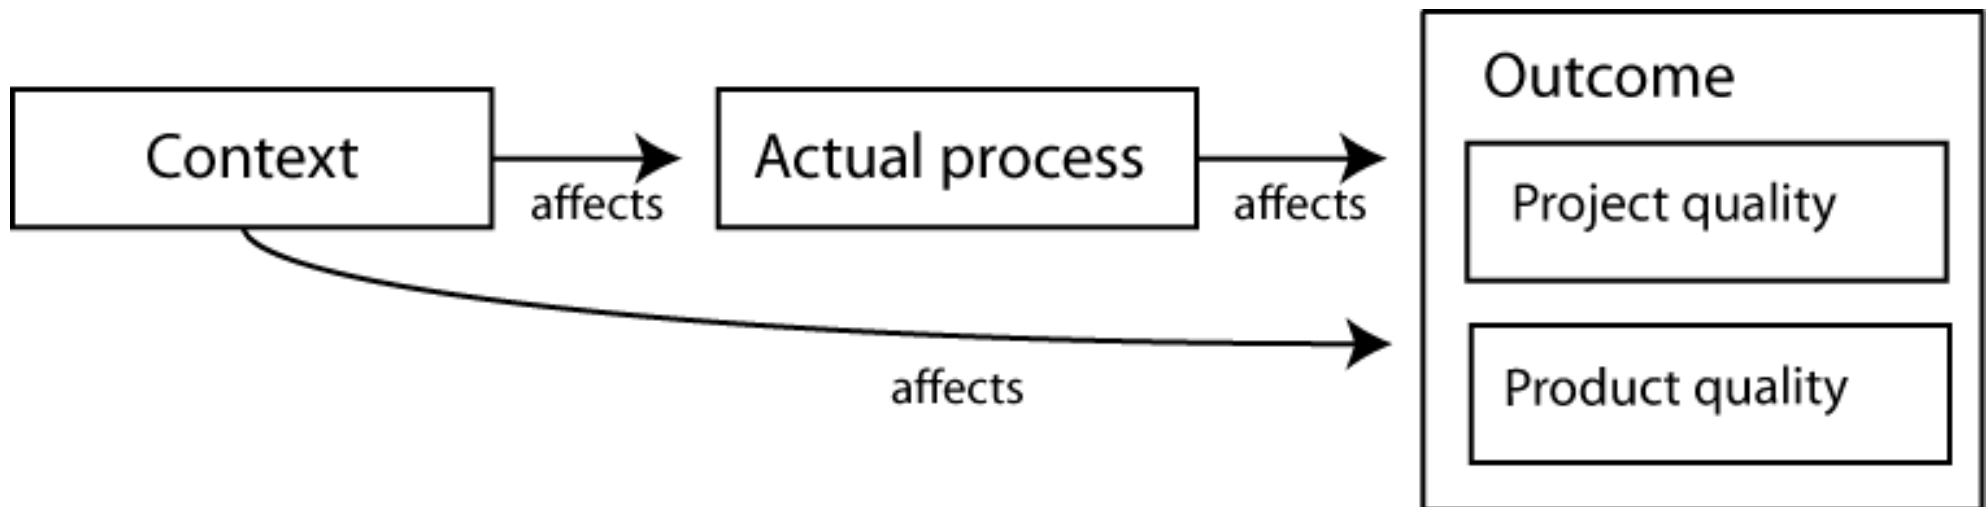 Context
affects
Actual process
affects
Outcome
Project quality
Product quality
affects